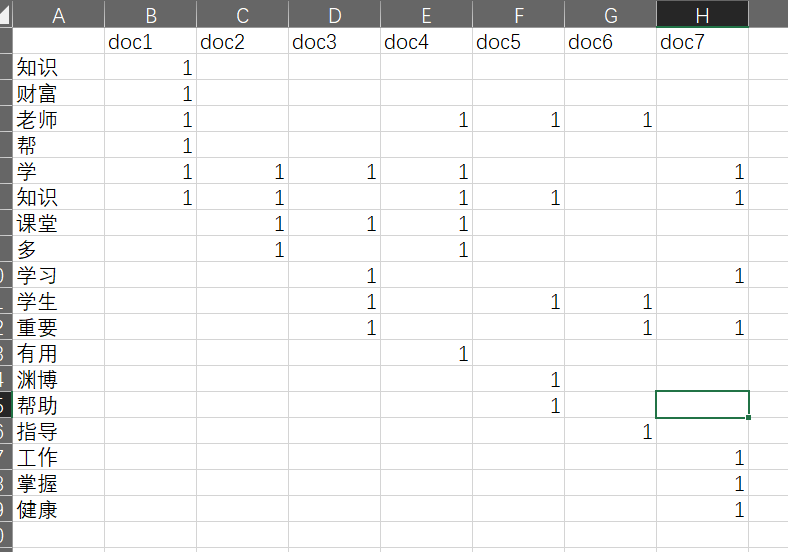 A B C D E F G H
doc1 doc2 doc3 doc4 doc5 doc6 doc7
知识 1
财富 1
老师 1 1 1 1
帮 1
学 1 1 1 1 1
知识 1 1 1 1 1
课堂 1 1 1
多 1 1
学习 1 1
学生 1 1 1
重要 1 1 1
有用 1
渊博 1
帮助 1
指导 1
工作 1
掌握 1
健康 1